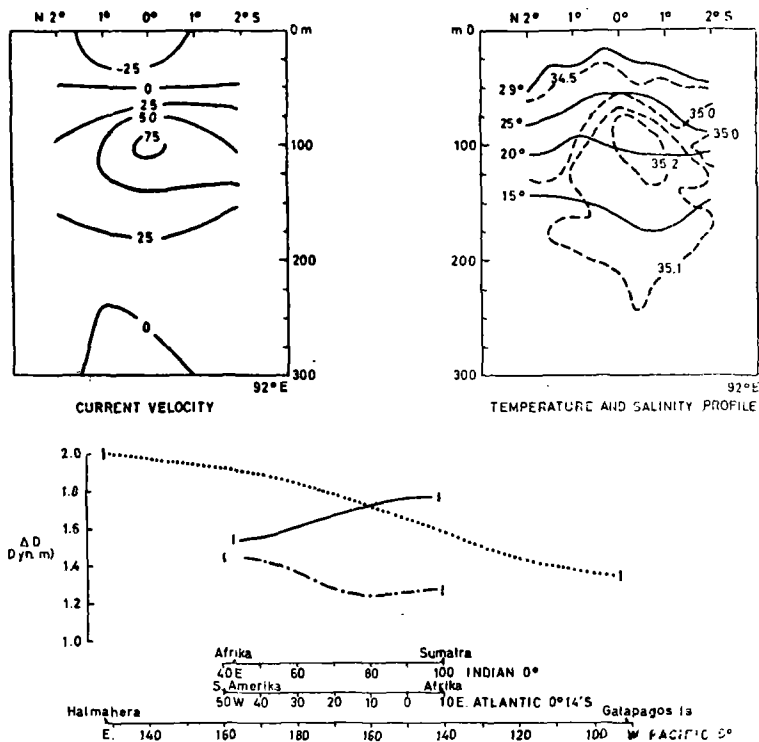 N 2° 1° 0° 1° 2° S
0 m
-25
0
25
50
75
100
25
200
0
300
92° E
CURRENT VELOCITY
N 2° 1° 0° 1° 2° S
m 0
29°
34.5
25°
35.0
35.0
100
20°
35.2
15°
200
35.1
300
92° E
TEMPERATURE AND SALINITY PROFILE
2.0
1.8
ΔD
Dyn. m)
1.6
1.4
1.2
1.0
Afrika Sumatra
40 E 60 80 100 INDIAN 0°
S. Amerika Afrika
50 W 40 30 20 10 0 10 E. ATLANTIC 0°14'S
Halmahera Galapagos Is
E. 140 160 180 160 140 120 100 W PACIFIC